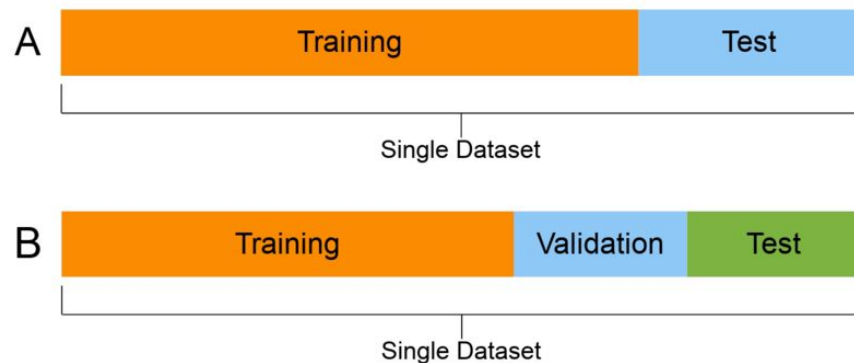 A Training Test
Single Dataset
B Training Validation Test
Single Dataset